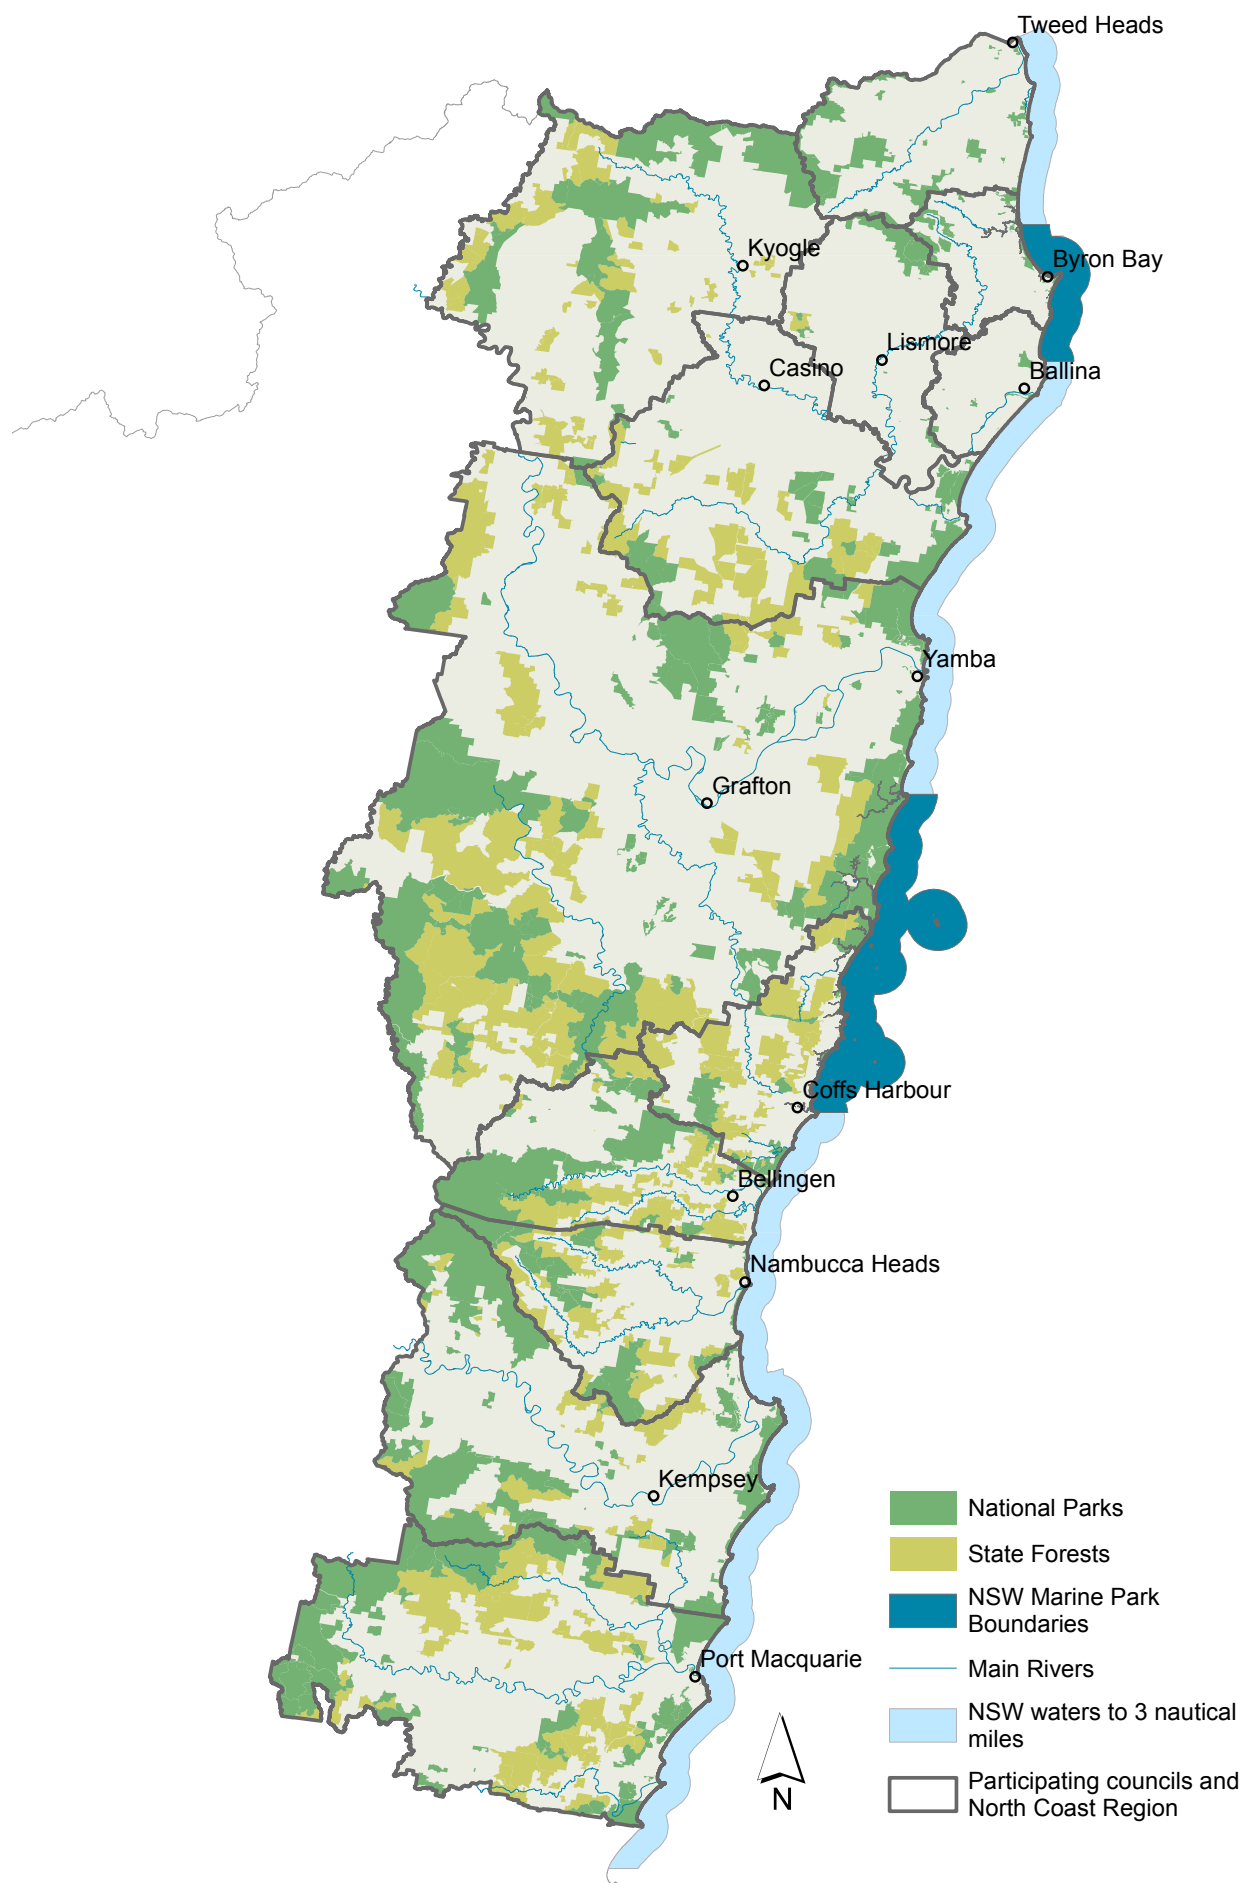 Tweed Heads
Kyogle
Byron Bay
Lismore
Casino
Ballina
Yamba
Grafton
Coffs Harbour
Bellingen
Nambucca Heads
Kempsey
Port Macquarie
N
National Parks
State Forests
NSW Marine Park
Boundaries
Main Rivers
NSW waters to 3 nautical
miles
Participating councils and
North Coast Region